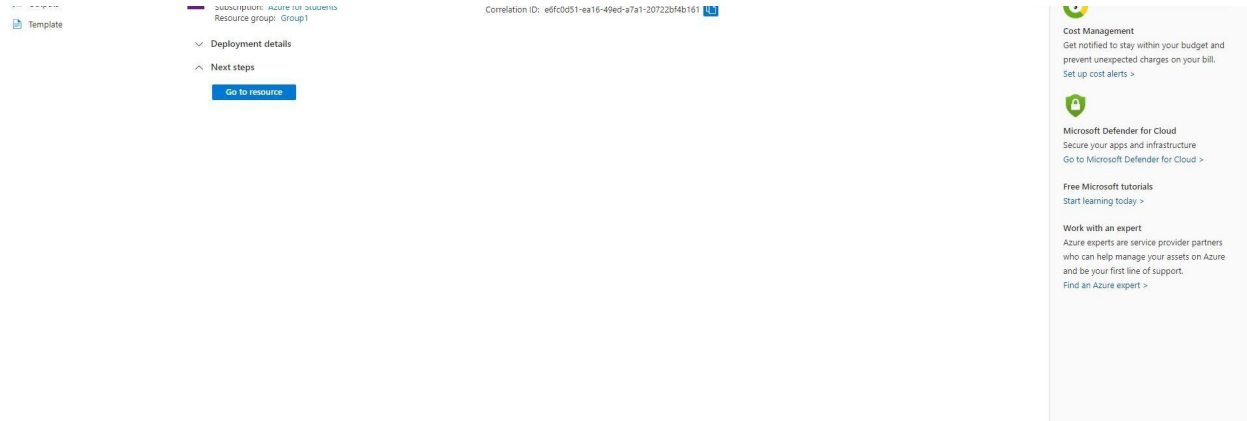 Template
Subscription: Azure for Students
Resource group: Group1
Correlation ID: e6fc0d51-ea16-49ed-a7a1-20722bf4b161
Deployment details
Next steps
Go to resource
Cost Management
Get notified to stay within your budget and
prevent unexpected charges on your bill.
Set up cost alerts >
Microsoft Defender for Cloud
Secure your apps and infrastructure
Go to Microsoft Defender for Cloud >
Free Microsoft tutorials
Start learning today >
Work with an expert
Azure experts are service provider partners
who can help manage your assets on Azure
and be your first line of support.
Find an Azure expert >